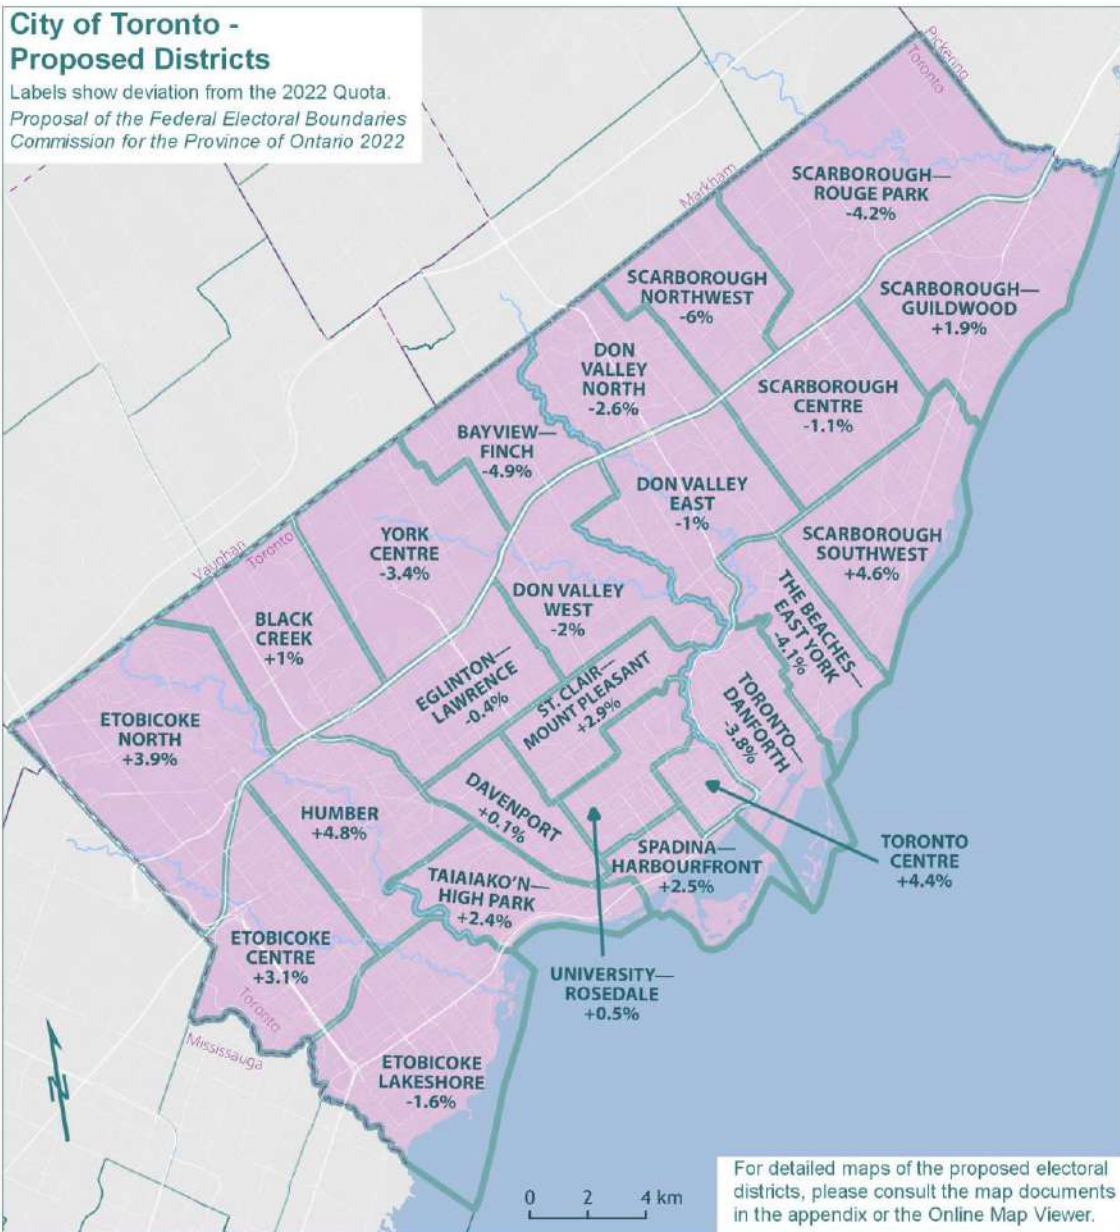 City of Toronto -
Proposed Districts
Labels show deviation from the 2022 Quota.
Proposal of the Federal Electoral Boundaries
Commission for the Province of Ontario 2022
Pickering
Toronto
Markham
SCARBOROUGH—
ROUGE PARK
-4.2%
SCARBOROUGH
NORTHWEST
-6%
SCARBOROUGH—
GUILDWOOD
+1.9%
DON
VALLEY
NORTH
-2.6%
SCARBOROUGH
CENTRE
-1.1%
BAYVIEW—
FINCH
-4.9%
DON VALLEY
EAST
-1%
YORK
CENTRE
-3.4%
SCARBOROUGH
SOUTHWEST
+4.6%
Vaughan
Toronto
DON VALLEY
WEST
-2%
THE BEACHES—
EAST YORK
-4.1%
BLACK
CREEK
+1%
EGLINTON—
LAWRENCE
-0.4%
ST. CLAIR—
MOUNT PLEASANT
+2.9%
TORONTO—
DANFORTH
-3.8%
ETOBICOKE
NORTH
+3.9%
HUMBER
+4.8%
DAVENPORT
+0.1%
SPADINA—
HARBOURFRONT
+2.5%
TORONTO
CENTRE
+4.4%
TAIAIAKO'N—
HIGH PARK
+2.4%
ETOBICOKE
CENTRE
+3.1%
UNIVERSITY—
ROSEDALE
+0.5%
Toronto
Mississauga
ETOBICOKE
LAKESHORE
-1.6%
N
0 2 4 km
For detailed maps of the proposed electoral
districts, please consult the map documents
in the appendix or the Online Map Viewer.